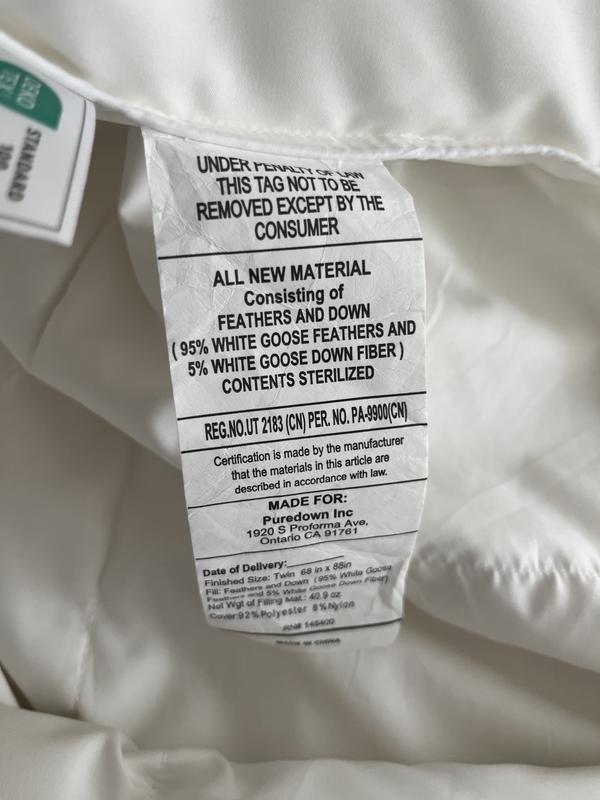 OEKO
TEX
STANDARD
100
UNDER PENALTY OF LAW
THIS TAG NOT TO BE
REMOVED EXCEPT BY THE
CONSUMER
ALL NEW MATERIAL
Consisting of
FEATHERS AND DOWN
( 95% WHITE GOOSE FEATHERS AND
5% WHITE GOOSE DOWN FIBER )
CONTENTS STERILIZED
REG.NO.UT 2183 (CN) PER. NO. PA-9900(CN)
Certification is made by the manufacturer
that the materials in this article are
described in accordance with law.
MADE FOR:
Puredown Inc
1920 S Proforma Ave,
Ontario CA 91761
Date of Delivery:
Finished Size: Twin 68 in x 88in
Fill: Feathers and Down (95% White Goose
Feathers and 5% White Goose Down Fiber)
Net Wgt of Filling Mat.: 40.9 oz
Cover:92%Polyester 8%Nylon
MADE IN CHINA